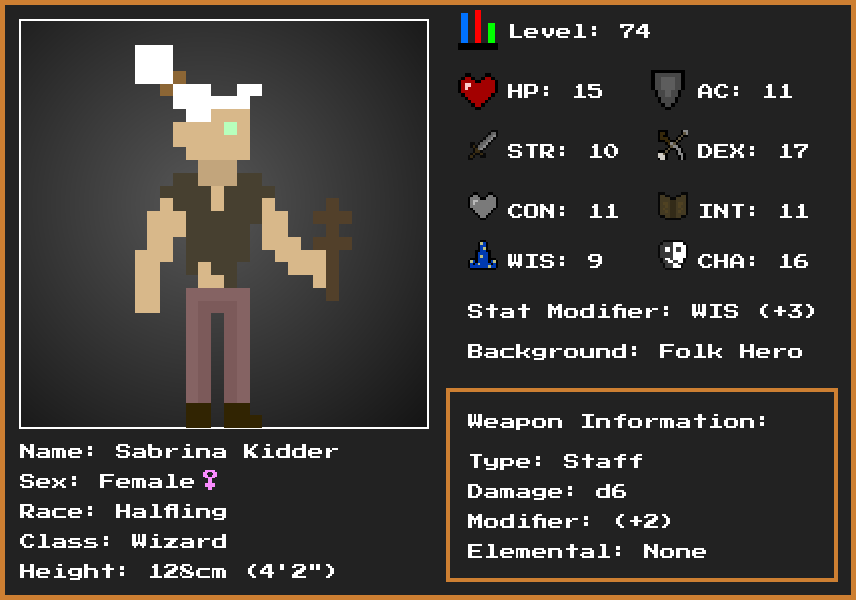 Level: 74
HP: 15
AC: 11
STR: 10
DEX: 17
CON: 11
INT: 11
WIS: 9
CHA: 16
Stat Modifier: WIS (+3)
Background: Folk Hero
Weapon Information:
Type: Staff
Damage: d6
Modifier: (+2)
Elemental: None
Name: Sabrina Kidder
Sex: Female♀
Race: Halfling
Class: Wizard
Height: 128cm (4'2")